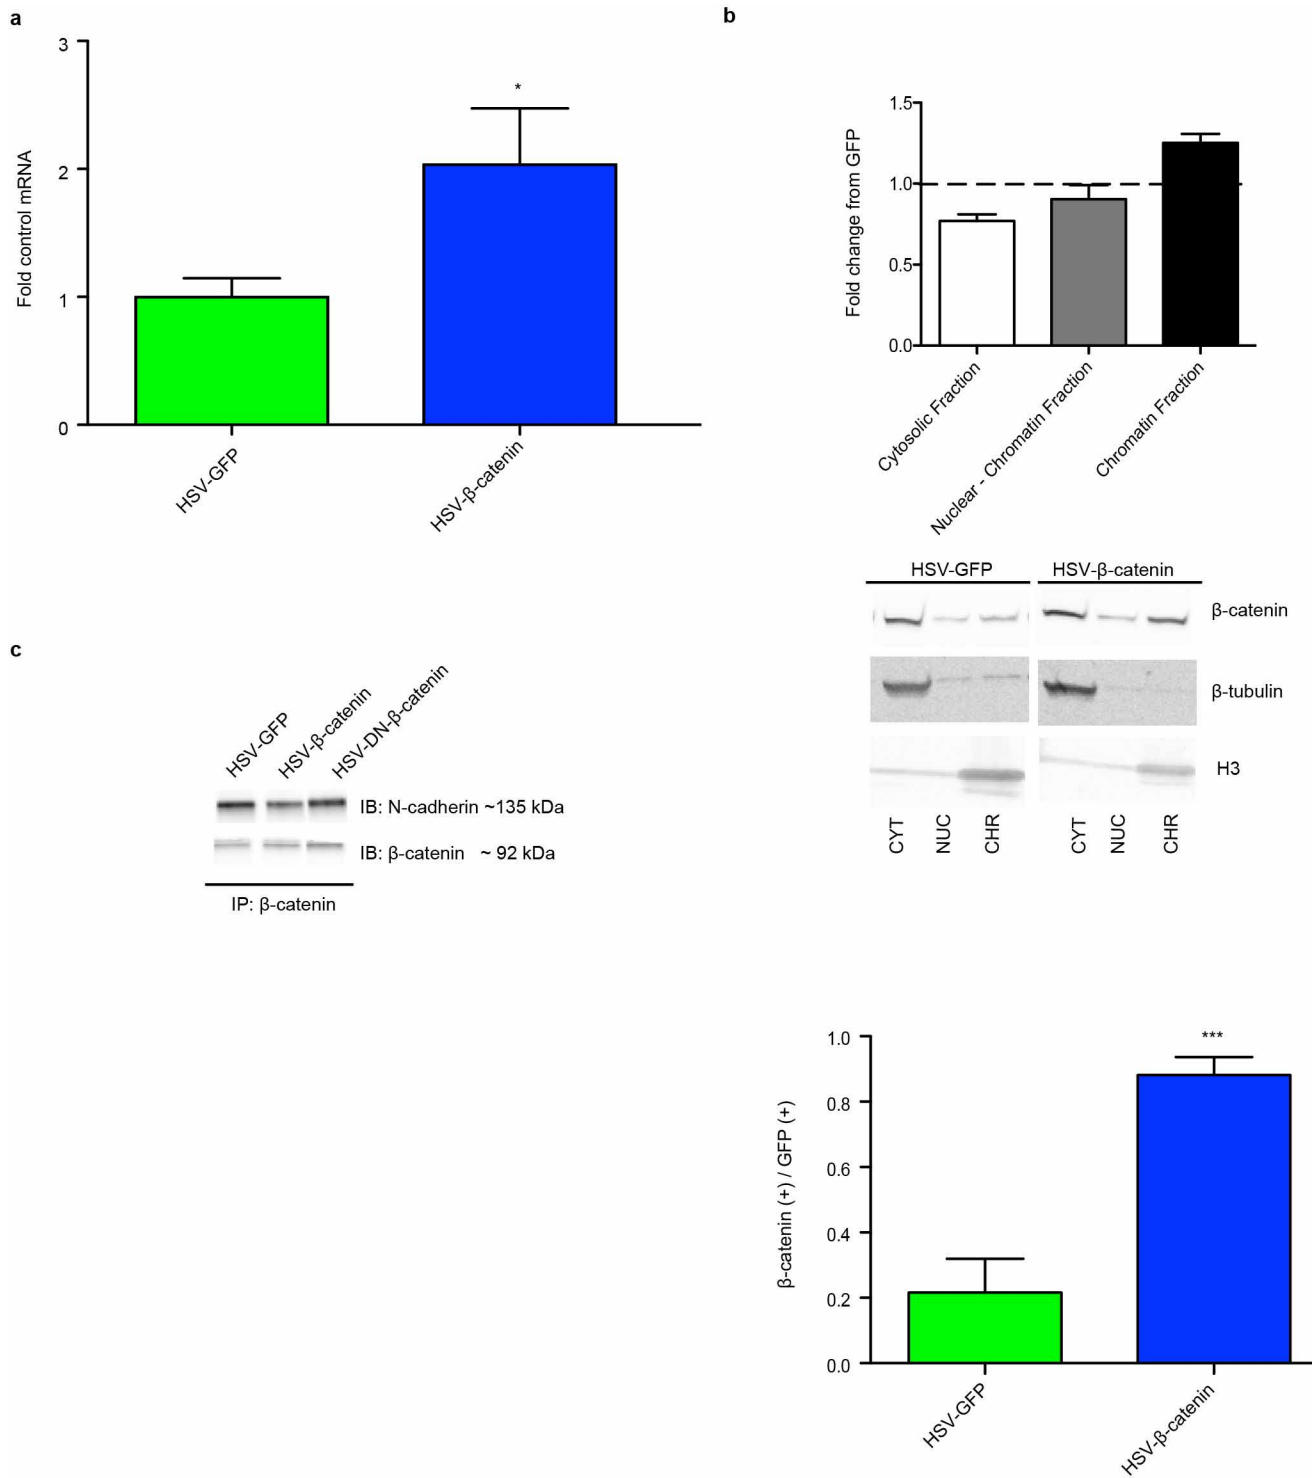 a
3
2
1
0
Fold control mRNA
*
HSV-GFP
HSV-β-catenin
b
1.5
1.0
0.5
0.0
Fold change from GFP
Cytosolic Fraction
Nuclear - Chromatin Fraction
Chromatin Fraction
HSV-GFP HSV-β-catenin
β-catenin
β-tubulin
H3
CYT NUC CHR CYT NUC CHR
c
HSV-GFP
HSV-β-catenin
HSV-DN-β-catenin
IB: N-cadherin ~135 kDa
IB: β-catenin ~ 92 kDa
IP: β-catenin
1.0
0.8
0.6
0.4
0.2
0.0
β-catenin (+) / GFP (+)
***
HSV-GFP
HSV-β-catenin